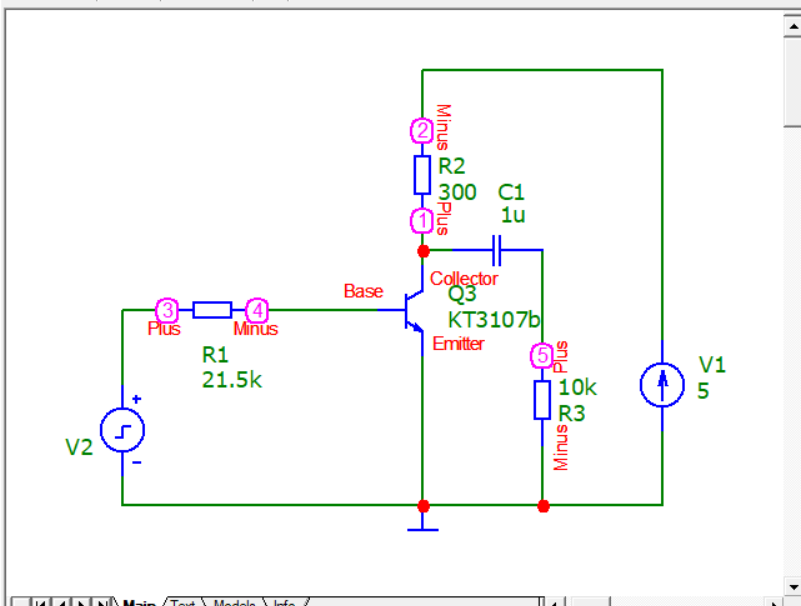 2
Minus
R2
300
C1
1u
1
Plus
Collector
Base
Q3
KT3107b
3
4
Plus
Minus
Emitter
R1
21.5k
5
Plus
V1
5
10k
R3
+
V2
-
Minus
Main
Text
Models
Info